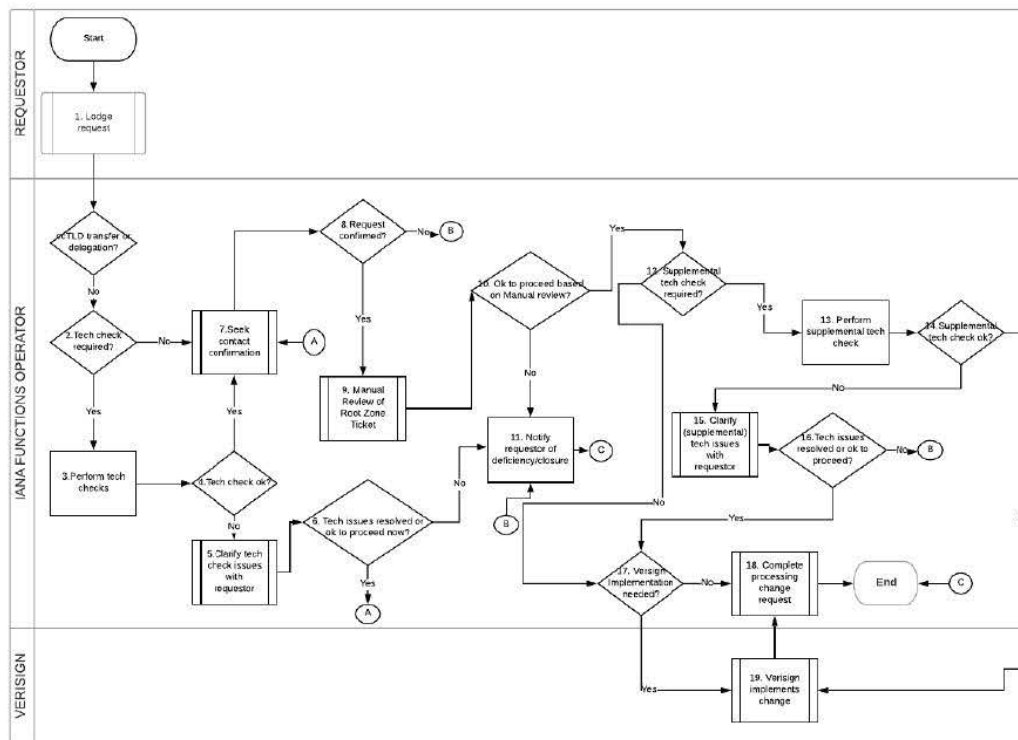 REQUESTOR
Start
1. Lodge
request
IANA FUNCTIONS OPERATOR
ccTLD transfer or
delegation?
No
2.Tech check
required?
No
Yes
3.Perform tech
checks
4.Tech check ok?
Yes
No
5.Clarify tech
check issues
with
requestor
6. Tech issues resolved or
ok to proceed now?
No
Yes
A
7.Seek
contact
confirmation
A
8.Request
confirmed?
No
B
Yes
9. Manual
Review of
Root Zone
Ticket
10. Ok to proceed based
on Manual review?
Yes
No
11. Notify
requestor of
deficiency/closure
C
B
12. Supplemental
tech check
required?
Yes
No
13. Perform
supplemental tech
check
14.Supplemental
tech check ok?
No
15. Clarify
(supplemental)
tech issues
with
requestor
16.Tech issues
resolved or ok to
proceed?
No
B
Yes
17. Verisign
Implementation
needed?
No
Yes
18. Complete
processing
change
request
End
C
VERISIGN
19. Verisign
implements
change